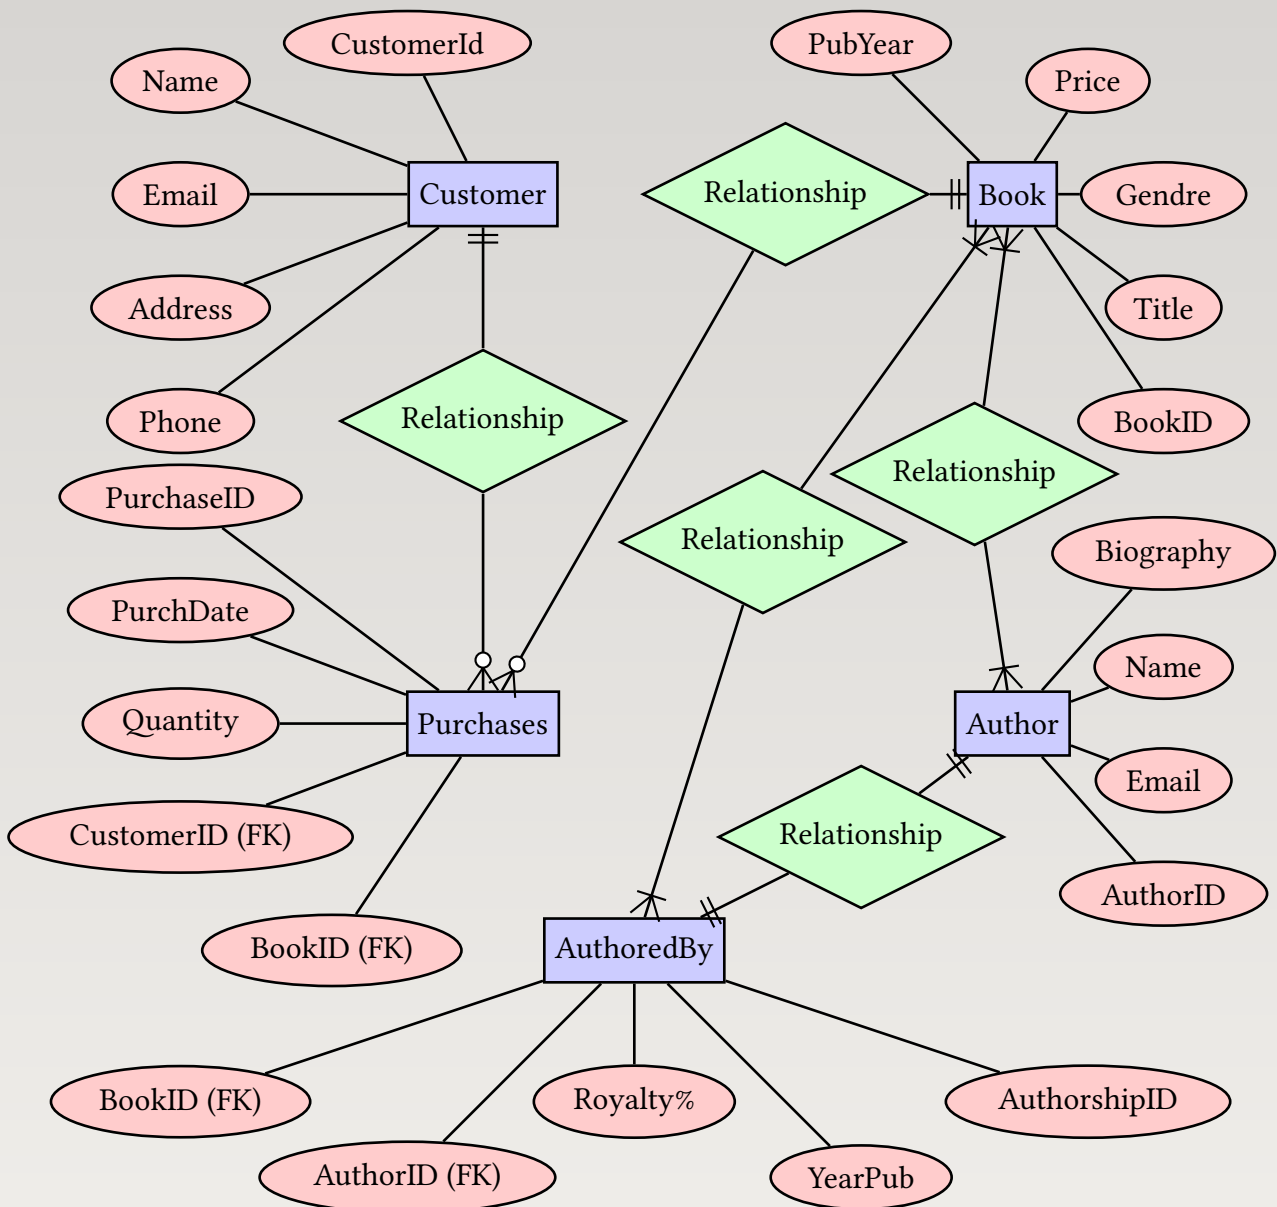 CustomerId
PubYear
Name
Price
Relationship
Email
Customer
Book
Gendre
Address
Title
Phone
Relationship
BookID
Relationship
PurchaseID
Relationship
Biography
PurchDate
Name
Quantity
Purchases
Author
Email
CustomerID (FK)
Relationship
AuthorID
BookID (FK)
AuthoredBy
BookID (FK)
Royalty%
AuthorshipID
AuthorID (FK)
YearPub